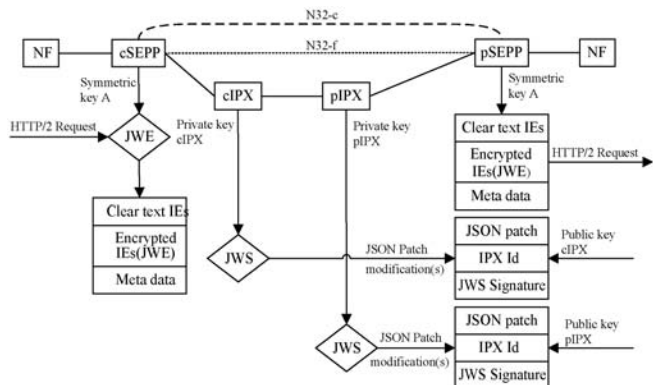 N32-c
NF
cSEPP
N32-f
pSEPP
NF
Symmetric
key A
cIPX
pIPX
Symmetric
key A
HTTP/2 Request
JWE
Private key
cIPX
Private key
pIPX
Clear text IEs
Encrypted
IEs(JWE)
Meta data
HTTP/2 Request
Clear text IEs
Encrypted
IEs(JWE)
Meta data
JWS
JSON Patch
modification(s)
JSON patch
IPX Id
JWS Signature
Public key
cIPX
JWS
JSON Patch
modification(s)
JSON patch
IPX Id
JWS Signature
Public key
pIPX